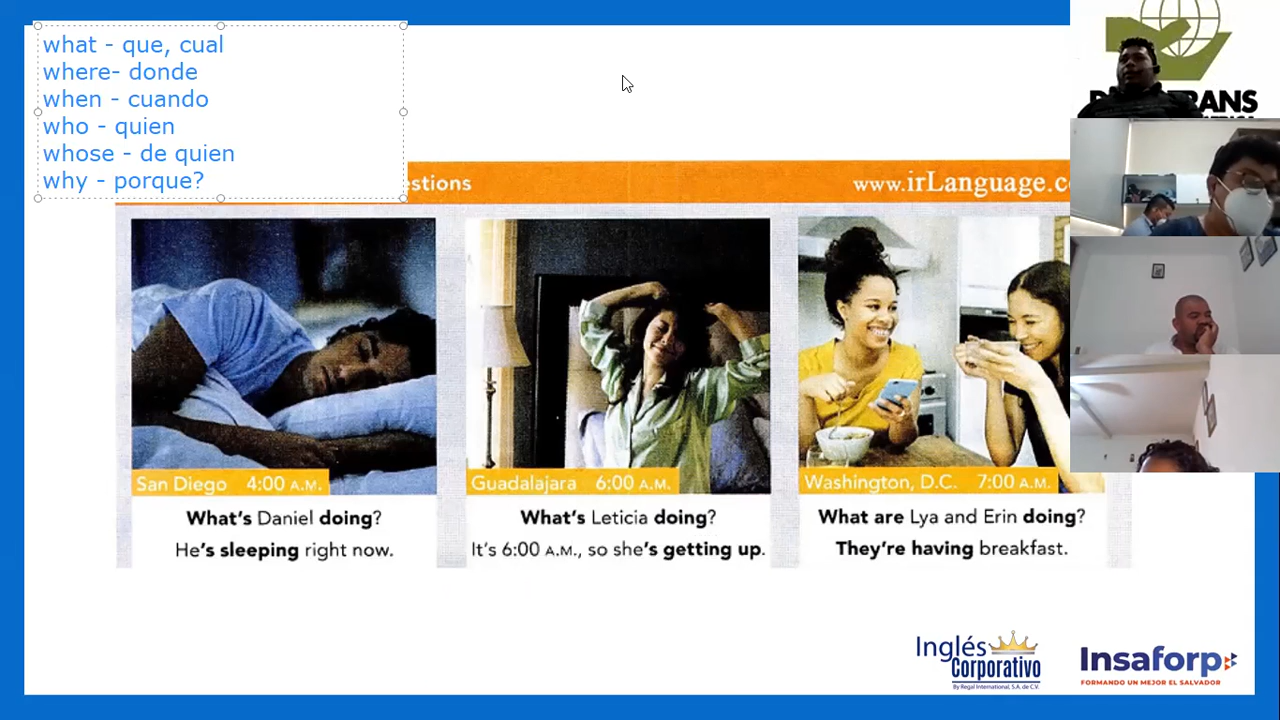 what - que, cual
where- donde
when - cuando
who - quien
whose - de quien
why - porque?
www.irLanguage.c
San Diego 4:00 A.M.
Guadalajara 6:00 A.M.
Washington, D.C. 7:00 A.M.
What's Daniel doing?
He's sleeping right now.
What's Leticia doing?
It's 6:00 A.M., so she's getting up.
What are Lya and Erin doing?
They're having breakfast.
Inglés
Corporativo
By Regal International, S.A. de C.V.
Insaforp
FORMANDO UN MEJOR EL SALVADOR